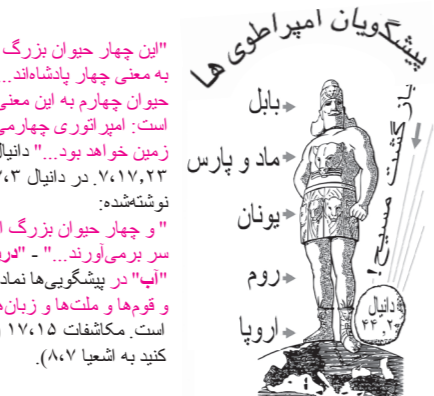 "این چهار حیوان بزرگ
به معنی چهار پادشاه‌اند...
حیوان چهارم به این معنی
است: امپراتوری چهارمی
زمین خواهد بود..." دانیال
۷،۱۷،۲۳. در دانیال ۷،۳
نوشته‌شده:
" و چهار حیوان بزرگ
سر برمی‌آورند..." - "در
"آب" در پیشگویی‌ها نماد
و قوم‌ها و ملت‌ها و زبان‌ها
است. مکاشفات ۱۷،۱۵
کنید به اشعیا ۸،۷).
پیشگویان امپراطوی ها
بابل
ماد و پارس
یونان
روم
اروپا
بازگشت مسیح!
دانیال
۲،۴۴